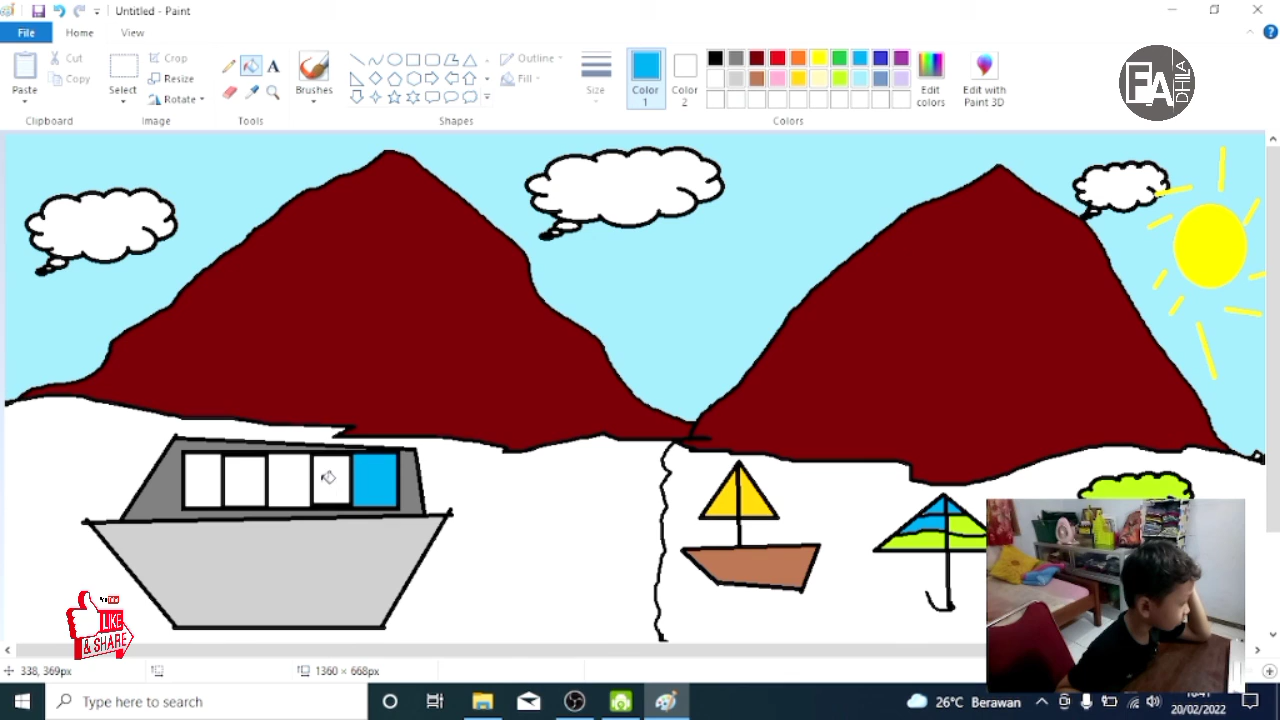 Untitled - Paint
File
Home
View
Paste
Cut
Copy
Clipboard
Select
Crop
Resize
Rotate
Image
A
Tools
Brushes
Shapes
Outline
Fill
Size
Color 1
Color 2
Colors
Edit colors
Edit with Paint 3D
FA DHILA
LIKE
& SHARE
338, 369px
1360 × 668px
Type here to search
26°C Berawan
20/02/2022